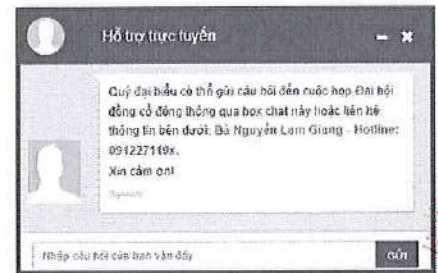 Hỗ trợ trực tuyến
Quý đại biểu có thể gửi câu hỏi đến cuộc họp Đại hội
đồng cổ đông thông qua box chat này hoặc liên hệ
thông tin bên dưới: Bà Nguyễn Lam Giang - Hotline:
091227119x.
Xin cảm ơn!
Nhập câu hỏi của bạn vào đây
GỬI